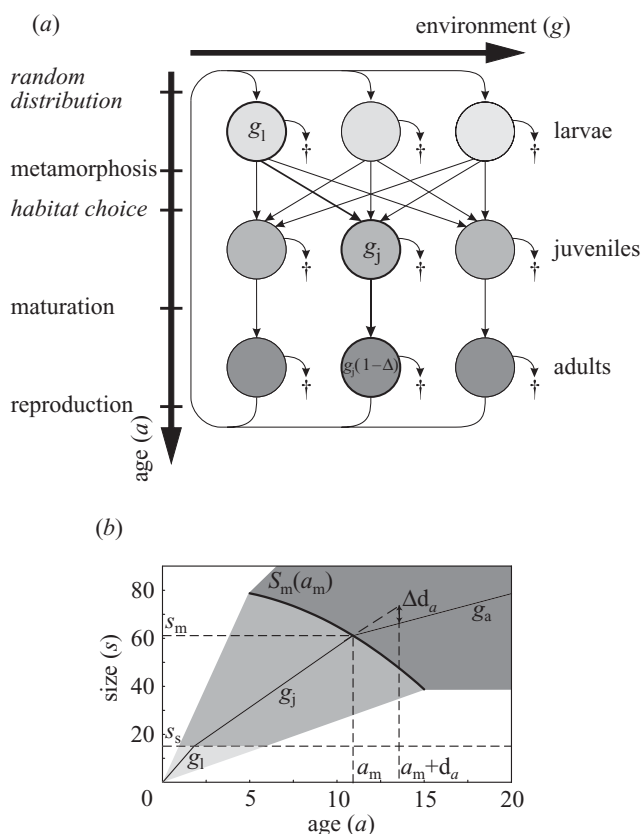 (a)
environment (g)
random
distribution
g_l
†
†
†
larvae
metamorphosis
habitat choice
g_j
†
†
†
juveniles
maturation
g_j(1−Δ)
†
†
†
adults
reproduction
age (a)
(b)
80
60
40
20
0
size (s)
S_m(a_m)
Δd_a
g_a
s_m
g_j
s_s
g_l
a_m
a_m+d_a
5
10
15
20
age (a)